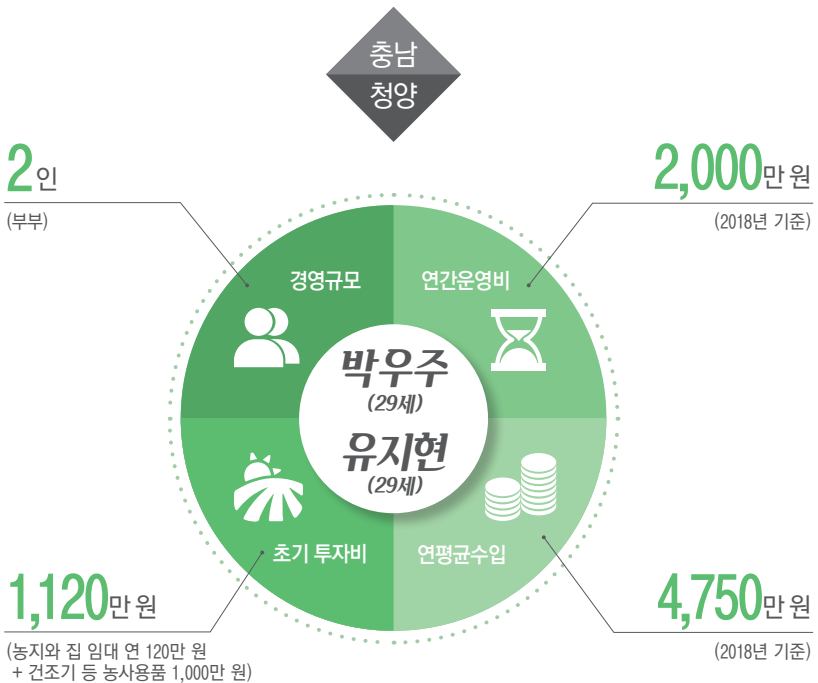 충남
청양
2인
(부부)
2,000만 원
(2018년 기준)
경영규모
연간운영비
박우주
(29세)
유지현
(29세)
초기 투자비
연평균수입
1,120만 원
(농지와 집 임대 연 120만 원
+ 건조기 등 농사용품 1,000만 원)
4,750만 원
(2018년 기준)